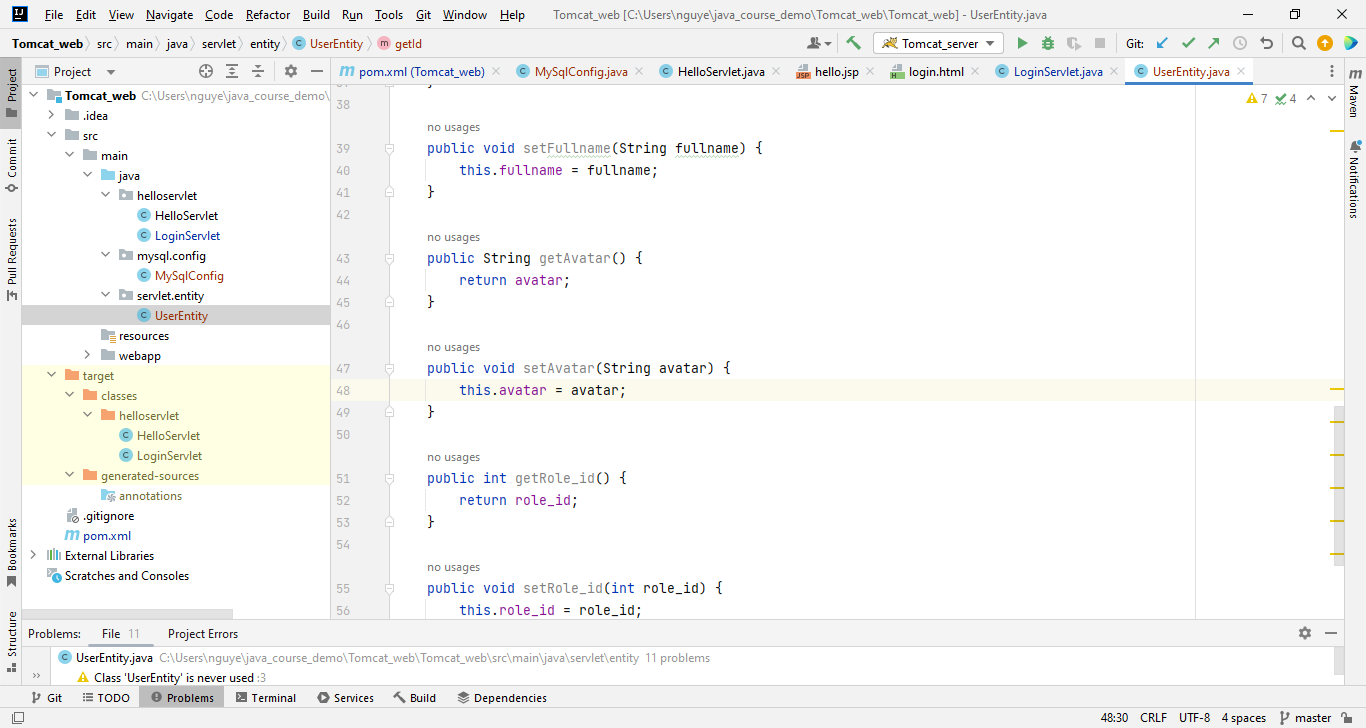 File Edit View Navigate Code Refactor Build Run Tools Git Window Help Tomcat_web [C:\Users\nguye\java_course_demo\Tomcat_web\Tomcat_web] - UserEntity.java
Tomcat_web src main java servlet entity C UserEntity m getId Tomcat_server Git:
Project
Commit
Pull Requests
Bookmarks
Structure
Project
Tomcat_web C:\Users\nguye\java_course_demo\
.idea
src
main
java
helloservlet
C HelloServlet
C LoginServlet
mysql.config
C MySqlConfig
servlet.entity
C UserEntity
resources
webapp
target
classes
helloservlet
C HelloServlet
C LoginServlet
generated-sources
annotations
.gitignore
m pom.xml
External Libraries
Scratches and Consoles
m pom.xml (Tomcat_web) C MySqlConfig.java C HelloServlet.java JSP hello.jsp H login.html C LoginServlet.java C UserEntity.java
7 4
38
no usages
39 public void setFullname(String fullname) {
40 this.fullname = fullname;
41 }
42
no usages
43 public String getAvatar() {
44 return avatar;
45 }
46
no usages
47 public void setAvatar(String avatar) {
48 this.avatar = avatar;
49 }
50
no usages
51 public int getRole_id() {
52 return role_id;
53 }
54
no usages
55 public void setRole_id(int role_id) {
56 this.role_id = role_id;
m
Maven
Notifications
Problems: File 11 Project Errors
C UserEntity.java C:\Users\nguye\java_course_demo\Tomcat_web\Tomcat_web\src\main\java\servlet\entity 11 problems
Class 'UserEntity' is never used :3
Git TODO Problems Terminal Services Build Dependencies
48:30 CRLF UTF-8 4 spaces master